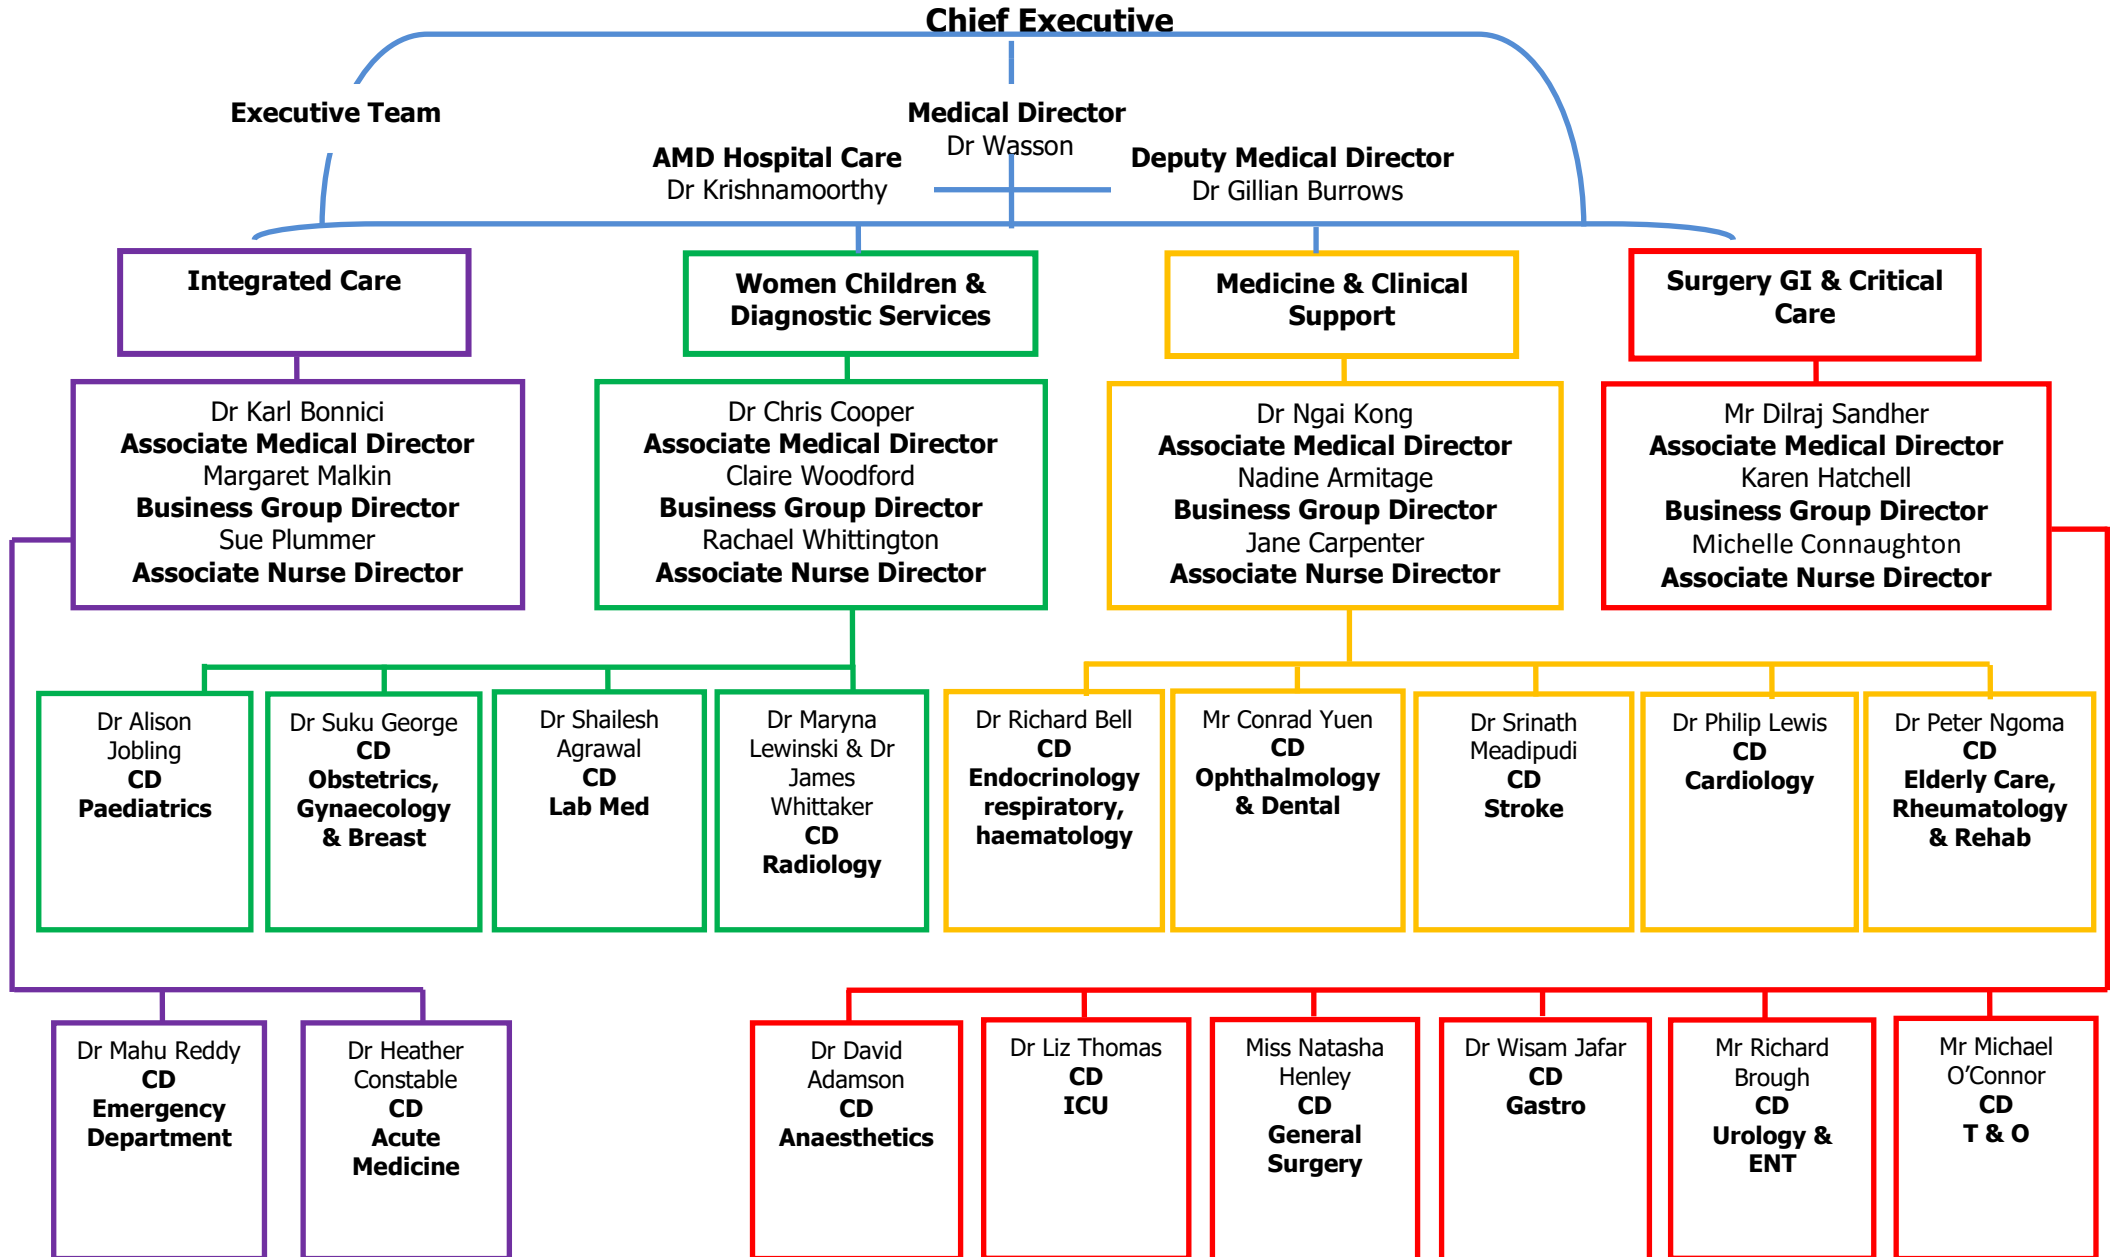 Chief Executive
Executive Team
Medical Director
Dr Wasson
AMD Hospital Care
Dr Krishnamoorthy
Deputy Medical Director
Dr Gillian Burrows
Integrated Care
Women Children &
Diagnostic Services
Medicine & Clinical
Support
Surgery GI & Critical
Care
Dr Karl Bonnici
Associate Medical Director
Margaret Malkin
Business Group Director
Sue Plummer
Associate Nurse Director
Dr Chris Cooper
Associate Medical Director
Claire Woodford
Business Group Director
Rachael Whittington
Associate Nurse Director
Dr Ngai Kong
Associate Medical Director
Nadine Armitage
Business Group Director
Jane Carpenter
Associate Nurse Director
Mr Dilraj Sandher
Associate Medical Director
Karen Hatchell
Business Group Director
Michelle Connaughton
Associate Nurse Director
Dr Alison
Jobling
CD
Paediatrics
Dr Suku George
CD
Obstetrics,
Gynaecology
& Breast
Dr Shailesh
Agrawal
CD
Lab Med
Dr Maryna
Lewinski & Dr
James
Whittaker
CD
Radiology
Dr Richard Bell
CD
Endocrinology
respiratory,
haematology
Mr Conrad Yuen
CD
Ophthalmology
& Dental
Dr Srinath
Meadipudi
CD
Stroke
Dr Philip Lewis
CD
Cardiology
Dr Peter Ngoma
CD
Elderly Care,
Rheumatology
& Rehab
Dr Mahu Reddy
CD
Emergency
Department
Dr Heather
Constable
CD
Acute
Medicine
Dr David
Adamson
CD
Anaesthetics
Dr Liz Thomas
CD
ICU
Miss Natasha
Henley
CD
General
Surgery
Dr Wisam Jafar
CD
Gastro
Mr Richard
Brough
CD
Urology &
ENT
Mr Michael
O’Connor
CD
T & O